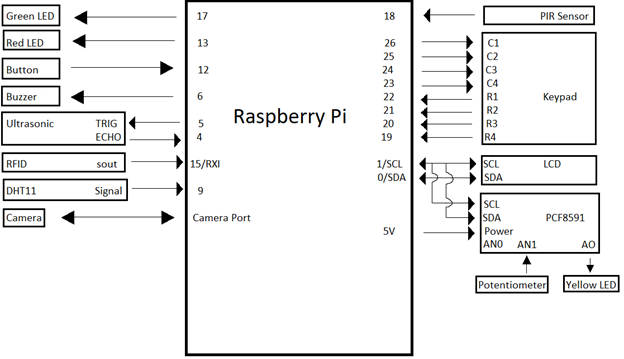 Green LED 17 18 PIR Sensor
Red LED 13 26 C1
25 C2
Button 12 24 C3
23 C4
Buzzer 6 22 R1 Keypad
21 R2
Raspberry Pi
Ultrasonic TRIG 5 20 R3
ECHO 4 19 R4
RFID sout 15/RXI 1/SCL SCL LCD
0/SDA SDA
DHT11 Signal 9
SCL
Camera Camera Port SDA PCF8591
5V Power
AN0 AN1 AO
Potentiometer Yellow LED